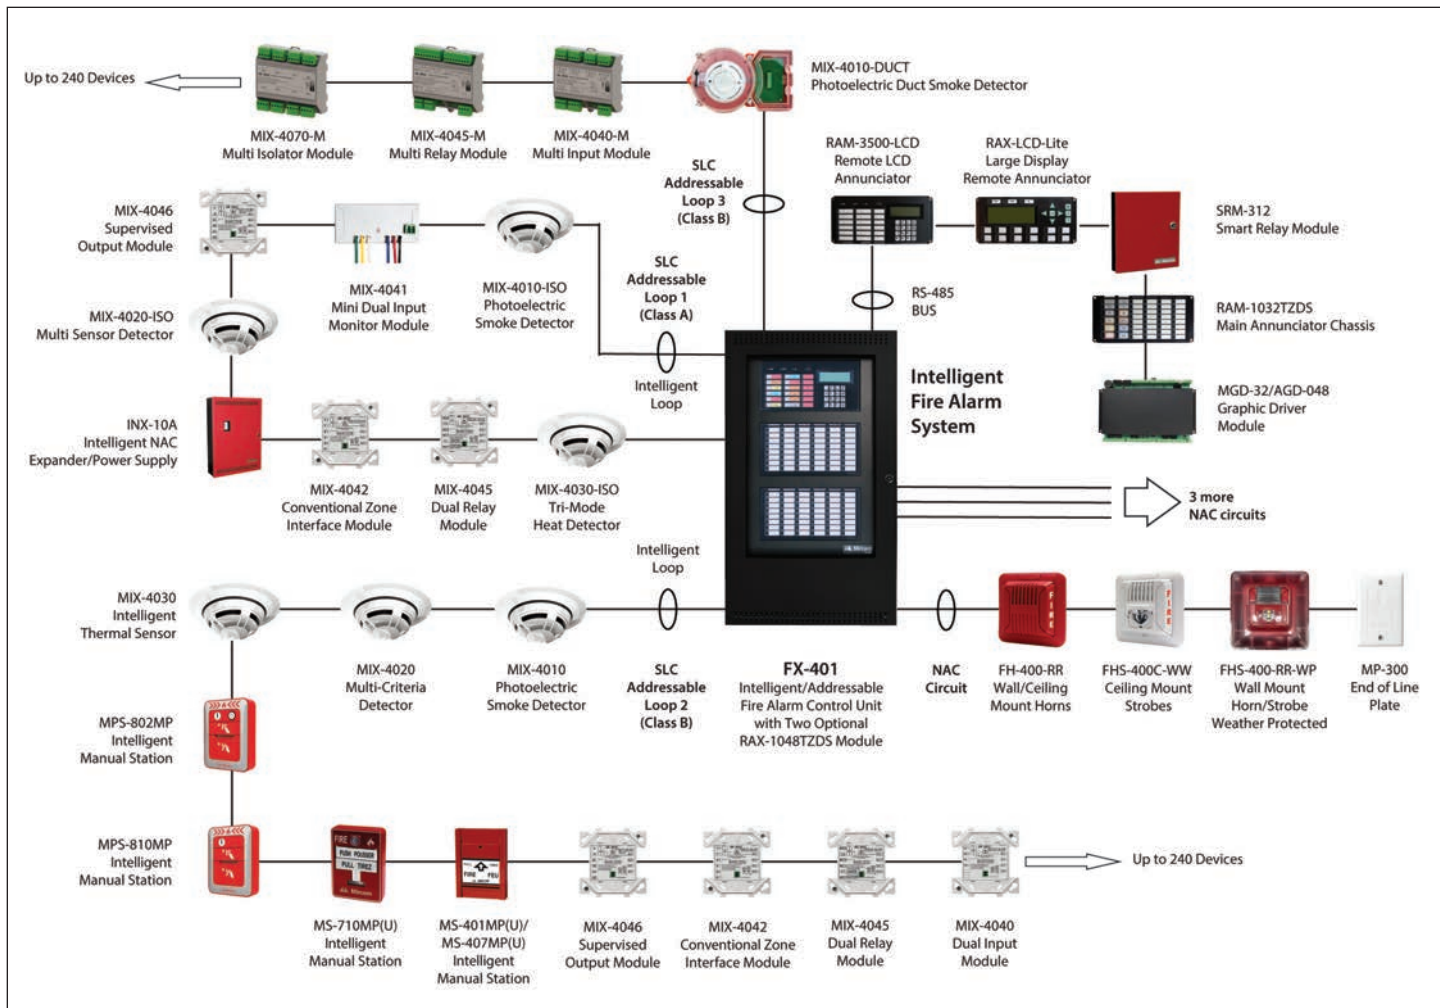 Up to 240 Devices
MIX-4070-M
Multi Isolator Module
MIX-4045-M
Multi Relay Module
MIX-4040-M
Multi Input Module
MIX-4010-DUCT
Photoelectric Duct Smoke Detector
SLC
Addressable
Loop 3
(Class B)
RAM-3500-LCD
Remote LCD
Annunciator
RAX-LCD-Lite
Large Display
Remote Annunciator
SRM-312
Smart Relay Module
MIX-4046
Supervised
Output Module
MIX-4041
Mini Dual Input
Monitor Module
MIX-4010-ISO
Photoelectric
Smoke Detector
SLC
Addressable
Loop 1
(Class A)
RS-485
BUS
MIX-4020-ISO
Multi Sensor Detector
RAM-1032TZDS
Main Annunciator Chassis
Intelligent
Loop
Intelligent
Fire Alarm
System
MGD-32/AGD-048
Graphic Driver
Module
INX-10A
Intelligent NAC
Expander/Power Supply
MIX-4042
Conventional Zone
Interface Module
MIX-4045
Dual Relay
Module
MIX-4030-ISO
Tri-Mode
Heat Detector
3 more
NAC circuits
Intelligent
Loop
Mircom
MIX-4030
Intelligent
Thermal Sensor
MIX-4020
Multi-Criteria
Detector
MIX-4010
Photoelectric
Smoke Detector
SLC
Addressable
Loop 2
(Class B)
FX-401
Intelligent/Addressable
Fire Alarm Control Unit
with Two Optional
RAX-1048TZDS Module
NAC
Circuit
FIRE
FH-400-RR
Wall/Ceiling
Mount Horns
FIRE
FHS-400C-WW
Ceiling Mount
Strobes
FIRE
FHS-400-RR-WP
Wall Mount
Horn/Strobe
Weather Protected
MP-300
End of Line
Plate
MPS-802MP
Intelligent
Manual Station
MPS-810MP
Intelligent
Manual Station
FIRE
PUSH POUSSER
PULL TIREZ
Mircom
FIRE FEU
Up to 240 Devices
MS-710MP(U)
Intelligent
Manual Station
MS-401MP(U)/
MS-407MP(U)
Intelligent
Manual Station
MIX-4046
Supervised
Output Module
MIX-4042
Conventional Zone
Interface Module
MIX-4045
Dual Relay
Module
MIX-4040
Dual Input
Module